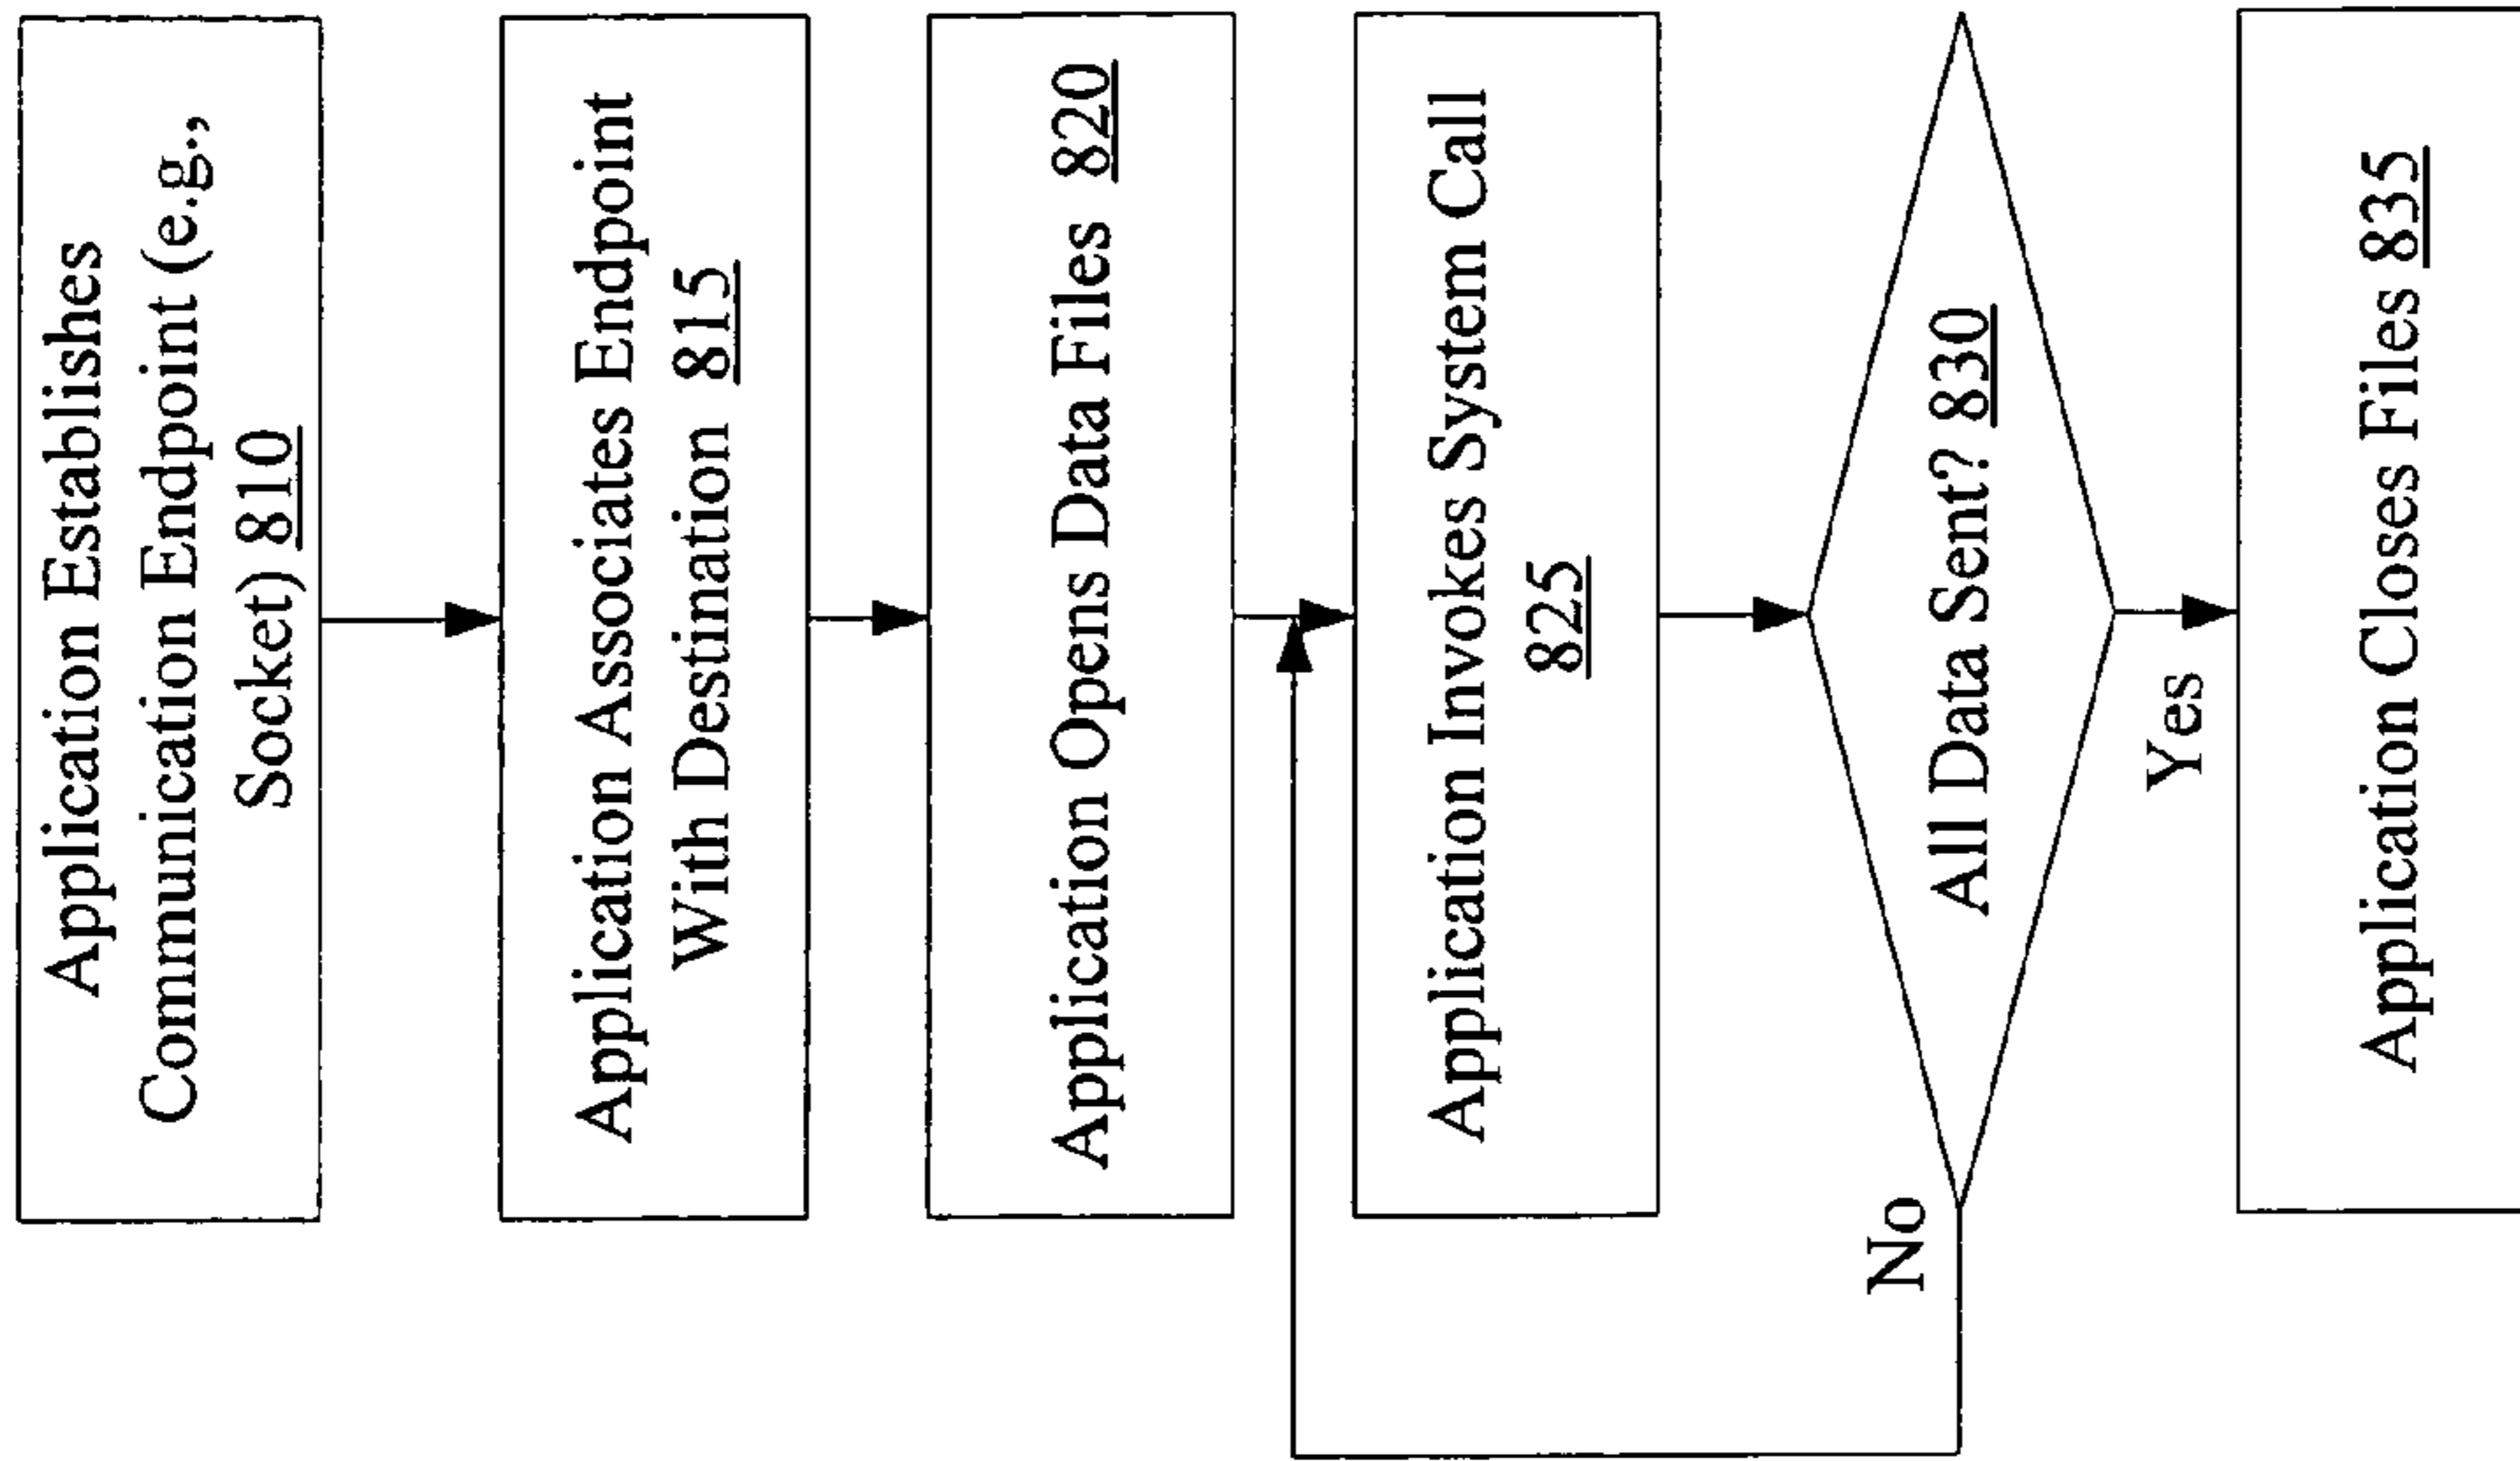 Application Establishes
Communication Endpoint (e.g.,
Socket) 810
Application Associates Endpoint
With Destination 815
Application Opens Data Files 820
Application Invokes System Call
825
All Data Sent? 830
No
Yes
Application Closes Files 835